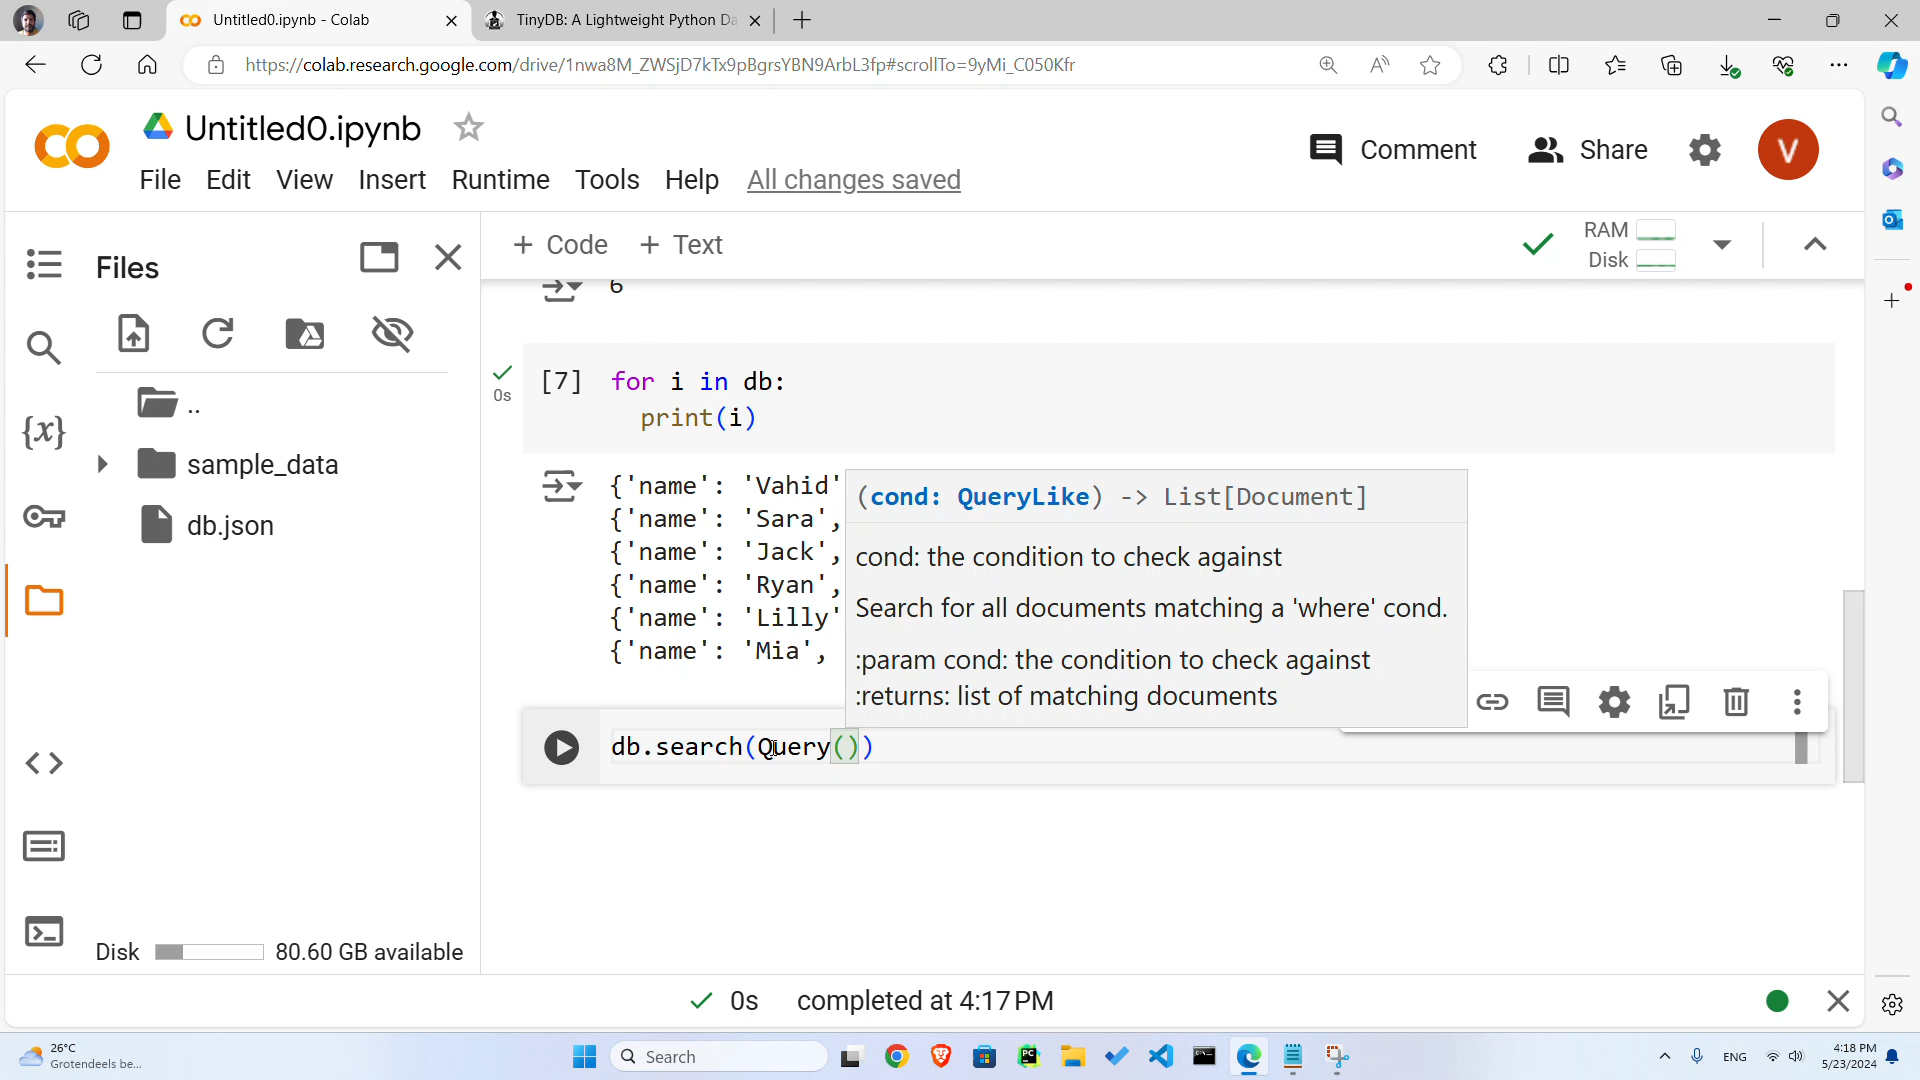 Untitled0.ipynb - Colab
TinyDB: A Lightweight Python Da
https://colab.research.google.com/drive/1nwa8M_ZWSjD7kTx9pBgrsYBN9ArbL3fp#scrollTo=9yMi_C050Kfr
Untitled0.ipynb
File Edit View Insert Runtime Tools Help All changes saved
Comment
Share
V
Files
+ Code + Text
RAM
Disk
6
..
sample_data
db.json
[7] for i in db:
print(i)
0s
{'name': 'Vahid'
{'name': 'Sara',
{'name': 'Jack',
{'name': 'Ryan',
{'name': 'Lilly'
{'name': 'Mia',
(cond: QueryLike) -> List[Document]
cond: the condition to check against
Search for all documents matching a 'where' cond.
:param cond: the condition to check against
:returns: list of matching documents
db.search(Query())
Disk 80.60 GB available
0s completed at 4:17 PM
26°C
Grotendeels be...
Search
ENG
4:18 PM
5/23/2024